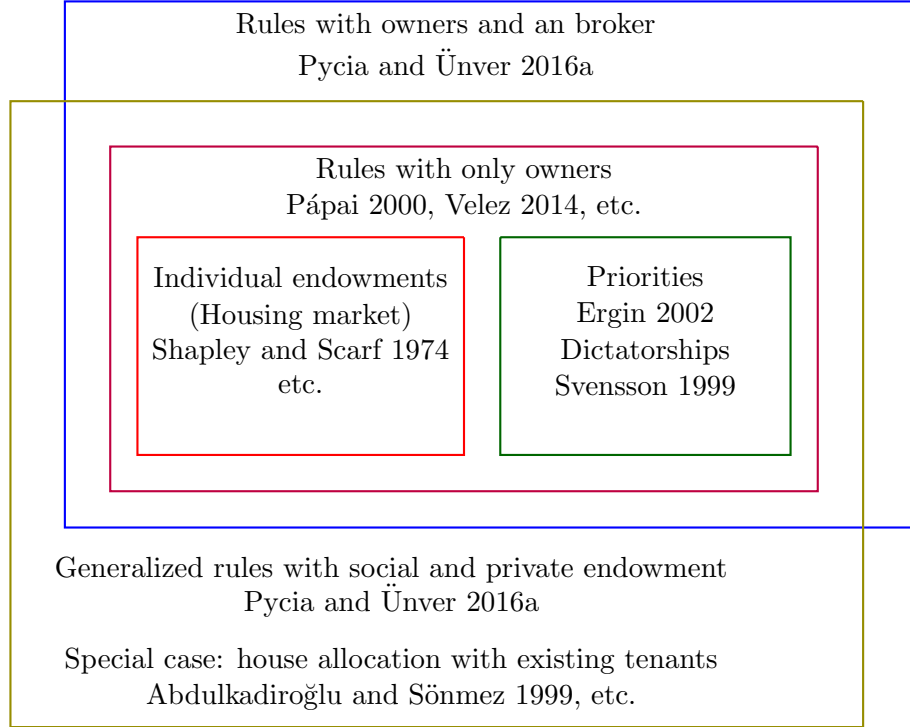 Rules with owners and an broker
Pycia and Ünver 2016a
Rules with only owners
Pápai 2000, Velez 2014, etc.
Individual endowments
(Housing market)
Shapley and Scarf 1974
etc.
Priorities
Ergin 2002
Dictatorships
Svensson 1999
Generalized rules with social and private endowment
Pycia and Ünver 2016a
Special case: house allocation with existing tenants
Abdulkadiroğlu and Sönmez 1999, etc.